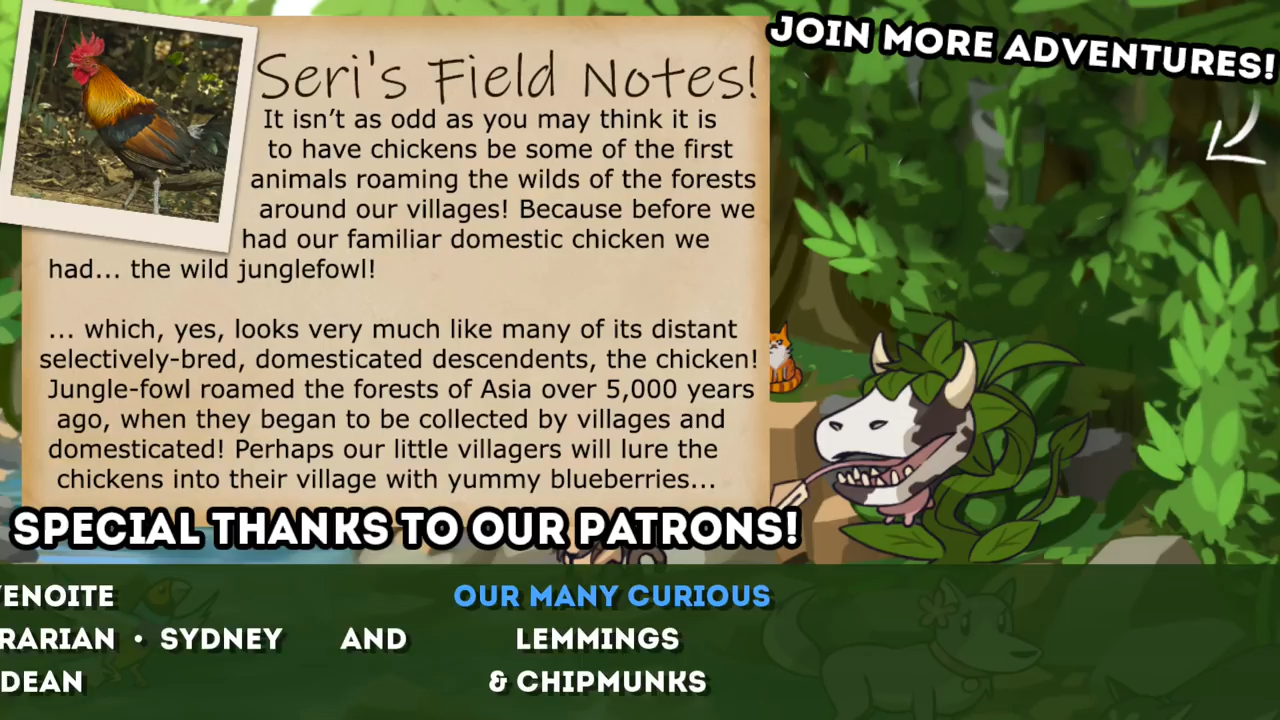 JOIN MORE ADVENTURES!
Seri's Field Notes!
It isn't as odd as you may think it is
to have chickens be some of the first
animals roaming the wilds of the forests
around our villages! Because before we
had our familiar domestic chicken we
had... the wild junglefowl!
... which, yes, looks very much like many of its distant
selectively-bred, domesticated descendents, the chicken!
Jungle-fowl roamed the forests of Asia over 5,000 years
ago, when they began to be collected by villages and
domesticated! Perhaps our little villagers will lure the
chickens into their village with yummy blueberries...
SPECIAL THANKS TO OUR PATRONS!
VENOITE
RARIAN • SYDNEY AND
DEAN
OUR MANY CURIOUS
LEMMINGS
& CHIPMUNKS